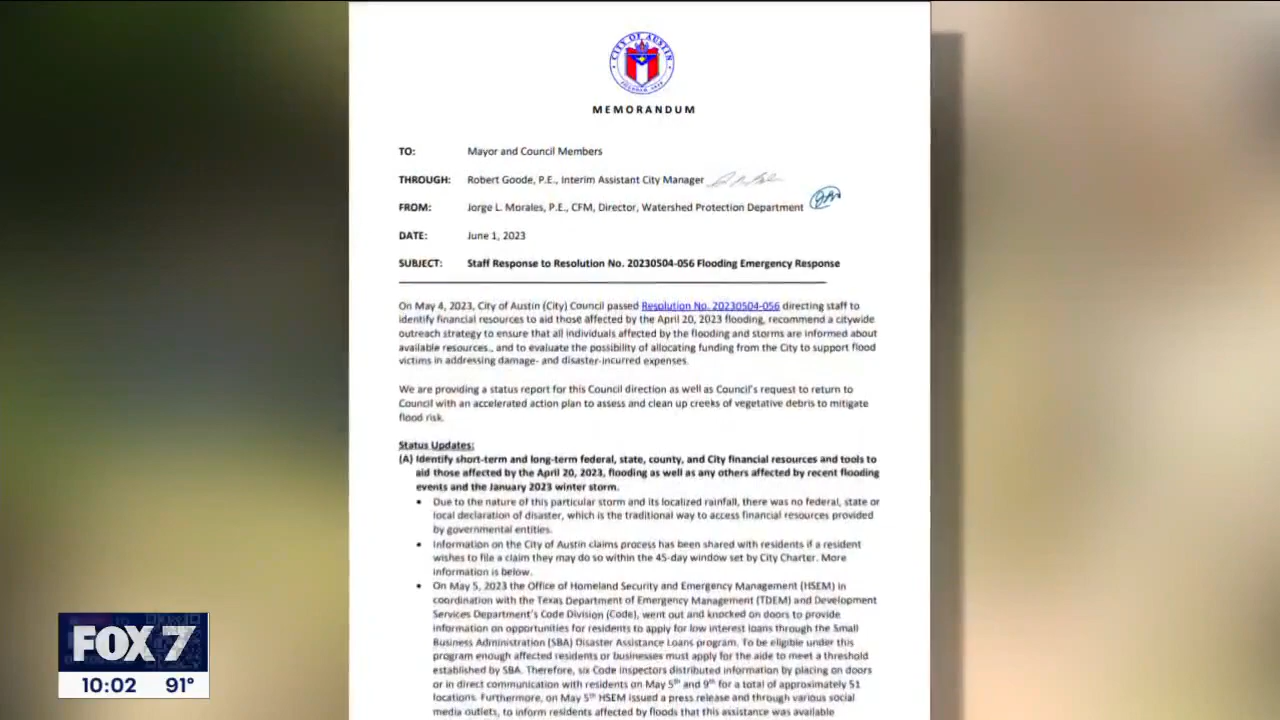 CITY OF AUSTIN
MEMORANDUM
TO: Mayor and Council Members
THROUGH: Robert Goode, P.E., Interim Assistant City Manager
FROM: Jorge L. Morales, P.E., CFM, Director, Watershed Protection Department
DATE: June 1, 2023
SUBJECT: Staff Response to Resolution No. 20230504-056 Flooding Emergency Response
On May 4, 2023, City of Austin (City) Council passed Resolution No. 20230504-056 directing staff to
identify financial resources to aid those affected by the April 20, 2023 flooding, recommend a citywide
outreach strategy to ensure that all individuals affected by the flooding and storms are informed about
available resources., and to evaluate the possibility of allocating funding from the City to support flood
victims in addressing damage- and disaster-incurred expenses.
We are providing a status report for this Council direction as well as Council's request to return to
Council with an accelerated action plan to assess and clean up creeks of vegetative debris to mitigate
flood risk.
Status Updates:
(A) Identify short-term and long-term federal, state, county, and City financial resources and tools to
aid those affected by the April 20, 2023, flooding as well as any others affected by recent flooding
events and the January 2023 winter storm.
• Due to the nature of this particular storm and its localized rainfall, there was no federal, state or
local declaration of disaster, which is the traditional way to access financial resources provided
by governmental entities.
• Information on the City of Austin claims process has been shared with residents if a resident
wishes to file a claim they may do so within the 45-day window set by City Charter. More
information is below.
• On May 5, 2023 the Office of Homeland Security and Emergency Management (HSEM) in
coordination with the Texas Department of Emergency Management (TDEM) and Development
Services Department's Code Division (Code), went out and knocked on doors to provide
information on opportunities for residents to apply for low interest loans through the Small
Business Administration (SBA) Disaster Assistance Loans program. To be eligible under this
program enough affected residents or businesses must apply for the aide to meet a threshold
established by SBA. Therefore, six Code inspectors distributed information by placing on doors
or in direct communication with residents on May 5th and 9th for a total of approximately 51
locations. Furthermore, on May 5th HSEM issued a press release and through various social
media outlets, to inform residents affected by floods that this assistance was available
FOX 7
10:02 91°